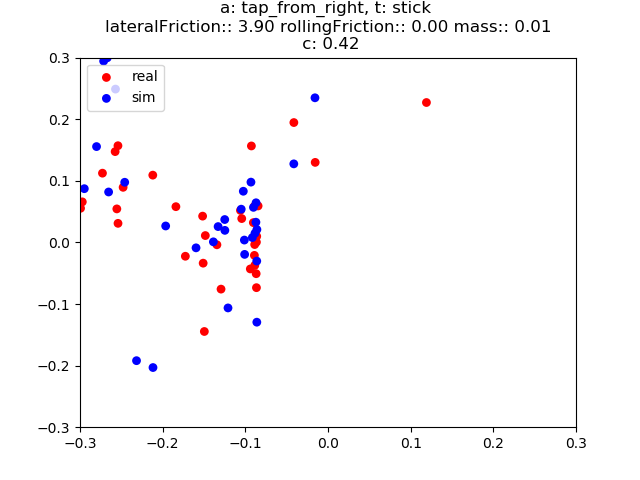 a: tap_from_right, t: stick
lateralFriction:: 3.90 rollingFriction:: 0.00 mass:: 0.01
c: 0.42
real
sim
0.3
0.2
0.1
0.0
−0.1
−0.2
−0.3
−0.3
−0.2
−0.1
0.0
0.1
0.2
0.3